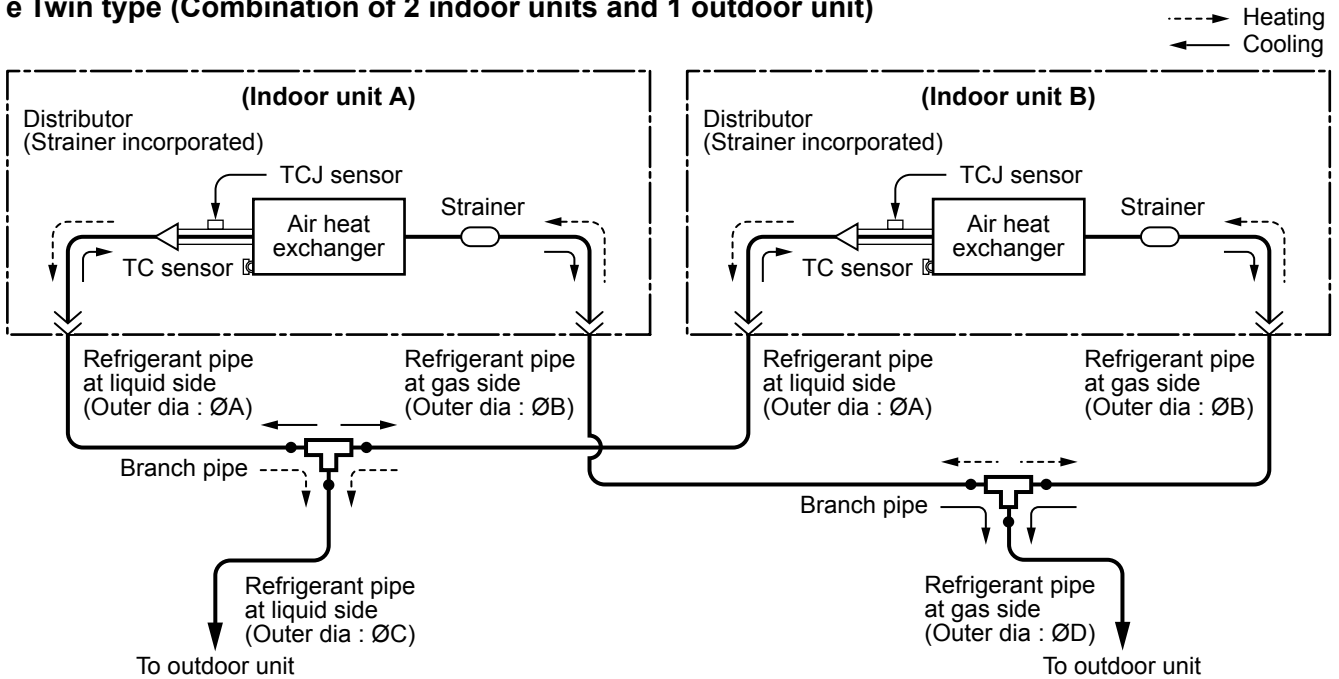 e Twin type (Combination of 2 indoor units and 1 outdoor unit)
Heating
Cooling
(Indoor unit A)
Distributor
(Strainer incorporated)
TCJ sensor
Air heat
exchanger
Strainer
TC sensor
Refrigerant pipe
at liquid side
(Outer dia : ØA)
Refrigerant pipe
at gas side
(Outer dia : ØB)
(Indoor unit B)
Distributor
(Strainer incorporated)
TCJ sensor
Air heat
exchanger
Strainer
TC sensor
Refrigerant pipe
at liquid side
(Outer dia : ØA)
Refrigerant pipe
at gas side
(Outer dia : ØB)
Branch pipe
Branch pipe
Refrigerant pipe
at liquid side
(Outer dia : ØC)
To outdoor unit
Refrigerant pipe
at gas side
(Outer dia : ØD)
To outdoor unit